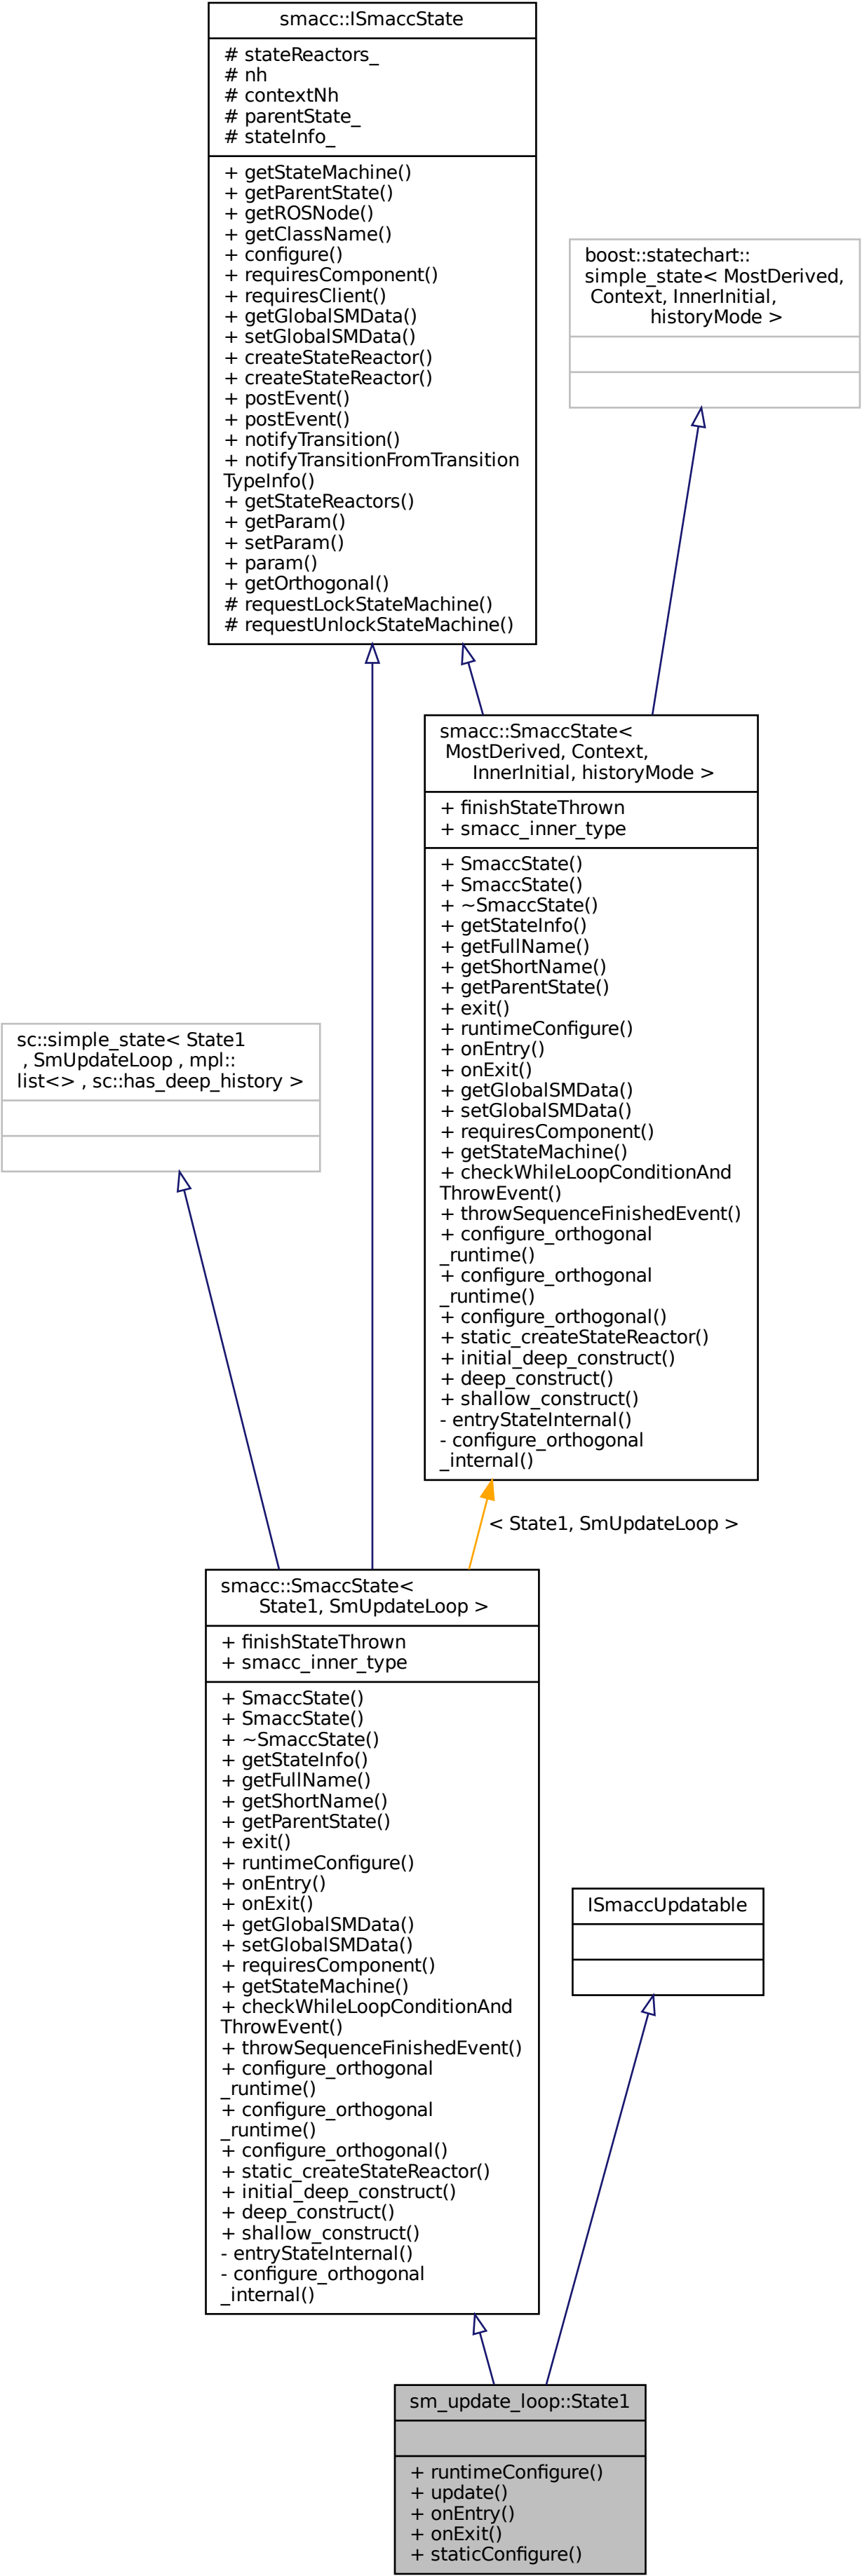 smacc::ISmaccState
# stateReactors_
# nh
# contextNh
# parentState_
# stateInfo_
+ getStateMachine()
+ getParentState()
+ getROSNode()
+ getClassName()
+ configure()
+ requiresComponent()
+ requiresClient()
+ getGlobalSMData()
+ setGlobalSMData()
+ createStateReactor()
+ createStateReactor()
+ postEvent()
+ postEvent()
+ notifyTransition()
+ notifyTransitionFromTransition
TypeInfo()
+ getStateReactors()
+ getParam()
+ setParam()
+ param()
+ getOrthogonal()
# requestLockStateMachine()
# requestUnlockStateMachine()
boost::statechart::
simple_state< MostDerived,
Context, InnerInitial,
historyMode >
smacc::SmaccState<
MostDerived, Context,
InnerInitial, historyMode >
+ finishStateThrown
+ smacc_inner_type
+ SmaccState()
+ SmaccState()
+ ~SmaccState()
+ getStateInfo()
+ getFullName()
+ getShortName()
+ getParentState()
+ exit()
+ runtimeConfigure()
+ onEntry()
+ onExit()
+ getGlobalSMData()
+ setGlobalSMData()
+ requiresComponent()
+ getStateMachine()
+ checkWhileLoopConditionAnd
ThrowEvent()
+ throwSequenceFinishedEvent()
+ configure_orthogonal
_runtime()
+ configure_orthogonal
_runtime()
+ configure_orthogonal()
+ static_createStateReactor()
+ initial_deep_construct()
+ deep_construct()
+ shallow_construct()
- entryStateInternal()
- configure_orthogonal
_internal()
sc::simple_state< State1
, SmUpdateLoop , mpl::
list<> , sc::has_deep_history >
< State1, SmUpdateLoop >
smacc::SmaccState<
State1, SmUpdateLoop >
+ finishStateThrown
+ smacc_inner_type
+ SmaccState()
+ SmaccState()
+ ~SmaccState()
+ getStateInfo()
+ getFullName()
+ getShortName()
+ getParentState()
+ exit()
+ runtimeConfigure()
+ onEntry()
+ onExit()
+ getGlobalSMData()
+ setGlobalSMData()
+ requiresComponent()
+ getStateMachine()
+ checkWhileLoopConditionAnd
ThrowEvent()
+ throwSequenceFinishedEvent()
+ configure_orthogonal
_runtime()
+ configure_orthogonal
_runtime()
+ configure_orthogonal()
+ static_createStateReactor()
+ initial_deep_construct()
+ deep_construct()
+ shallow_construct()
- entryStateInternal()
- configure_orthogonal
_internal()
ISmaccUpdatable
sm_update_loop::State1
+ runtimeConfigure()
+ update()
+ onEntry()
+ onExit()
+ staticConfigure()